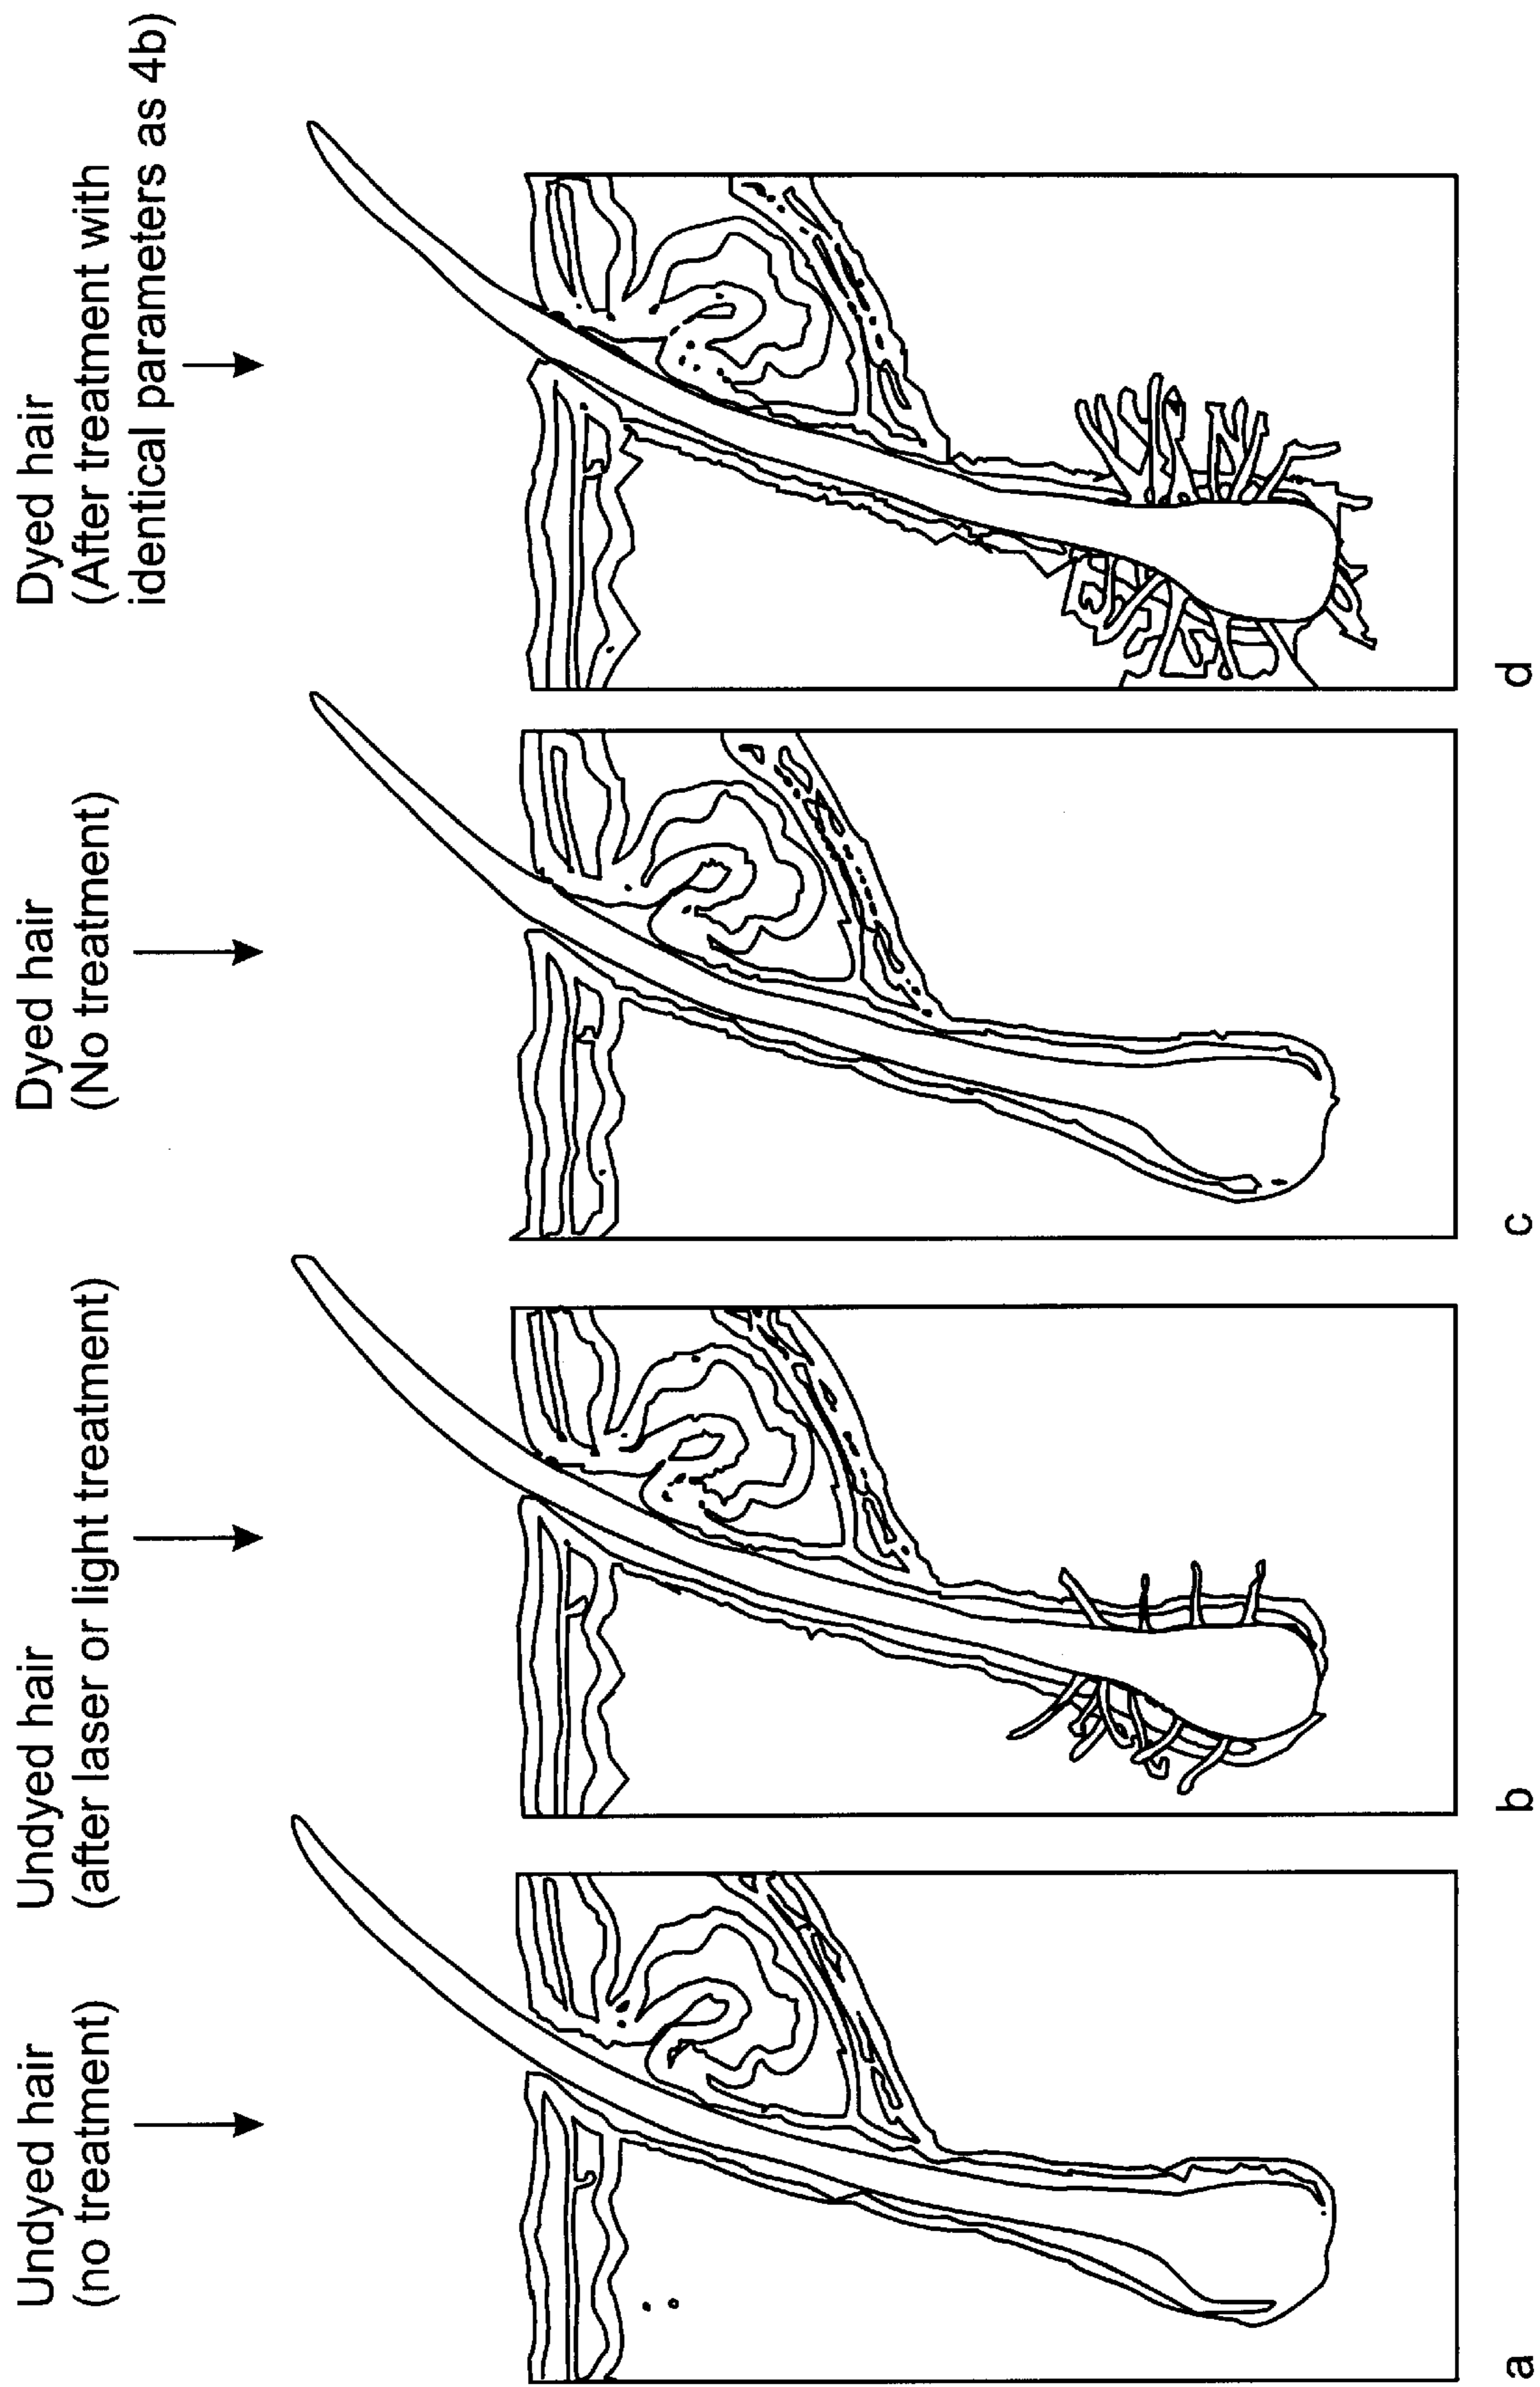 Undyed hair
(no treatment)
Undyed hair
(after laser or light treatment)
Dyed hair
(No treatment)
Dyed hair
(After treatment with
identical parameters as 4b)
a
b
c
d